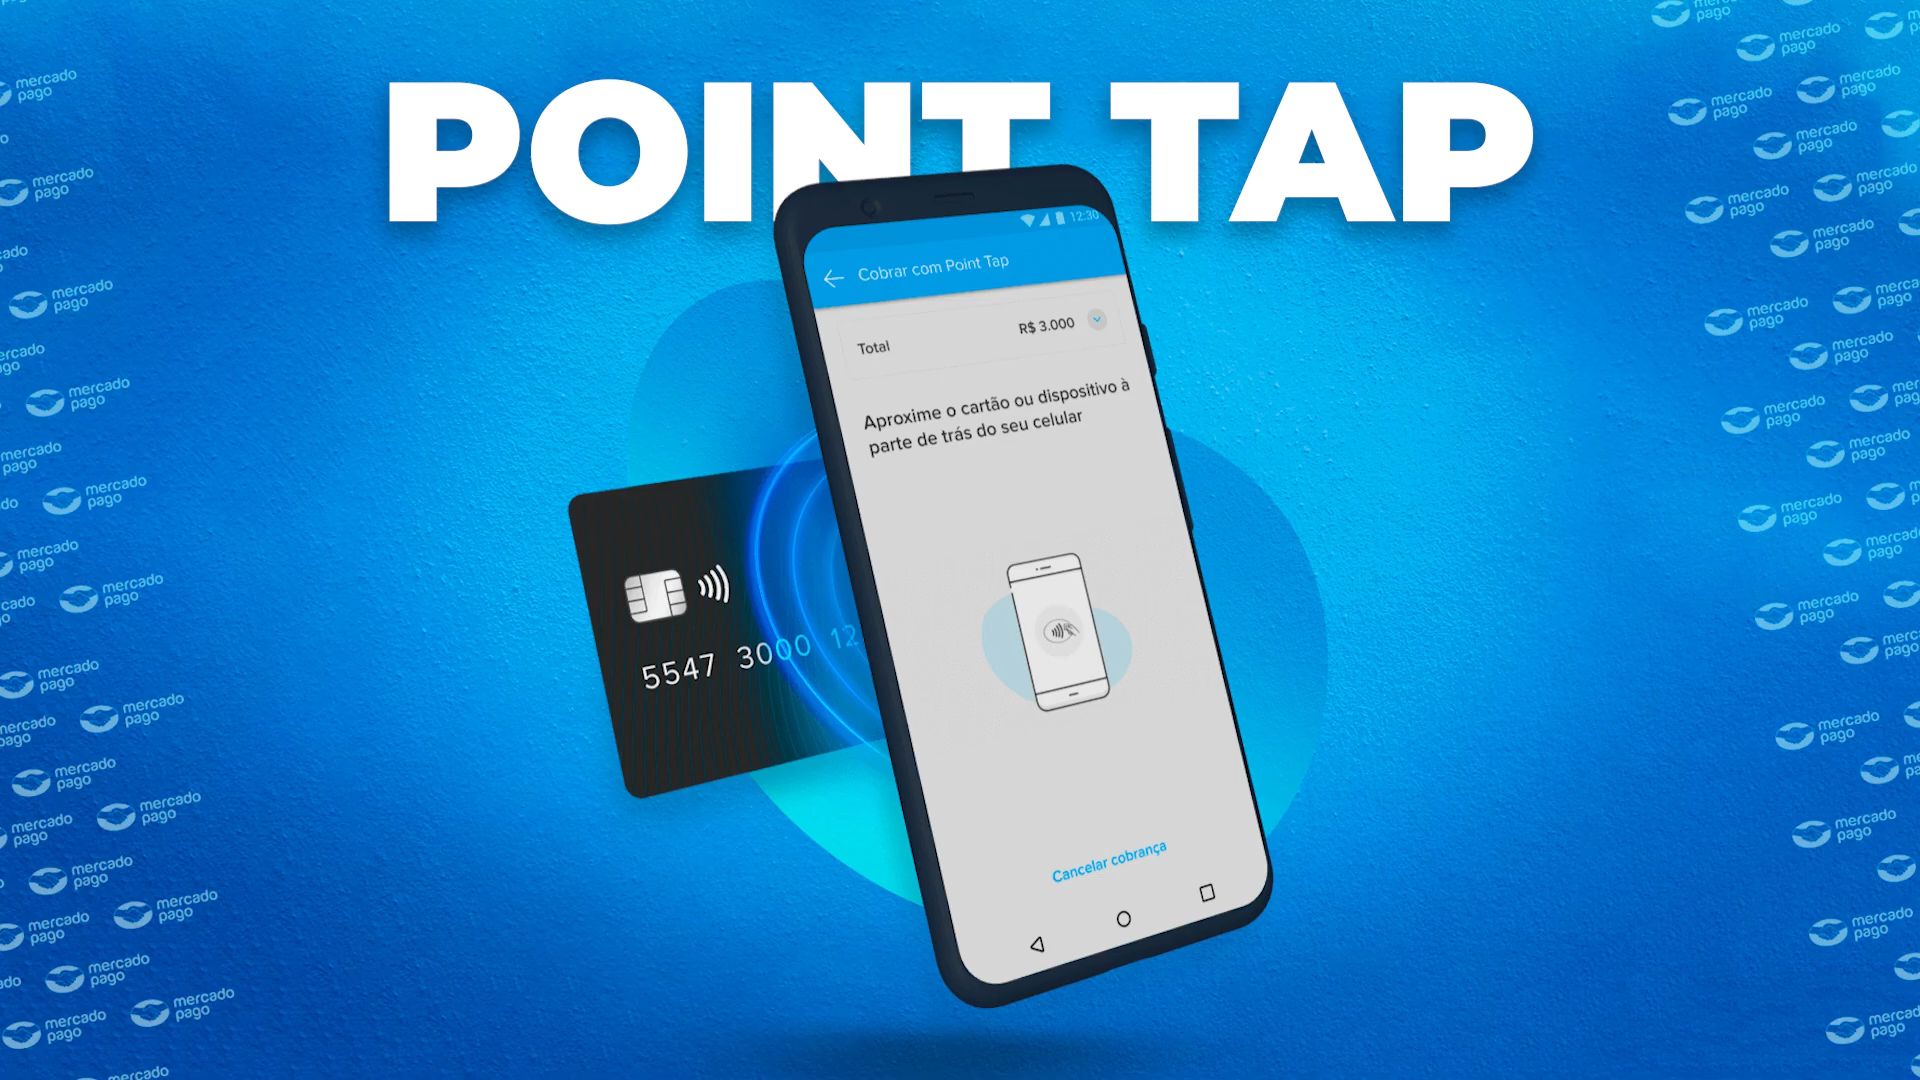 POINT TAP
12:30
Cobrar com Point Tap
Total
R$ 3.000
Aproxime o cartão ou dispositivo à
parte de trás do seu celular
5547 3000 12
Cancelar cobrança
mercado
pago